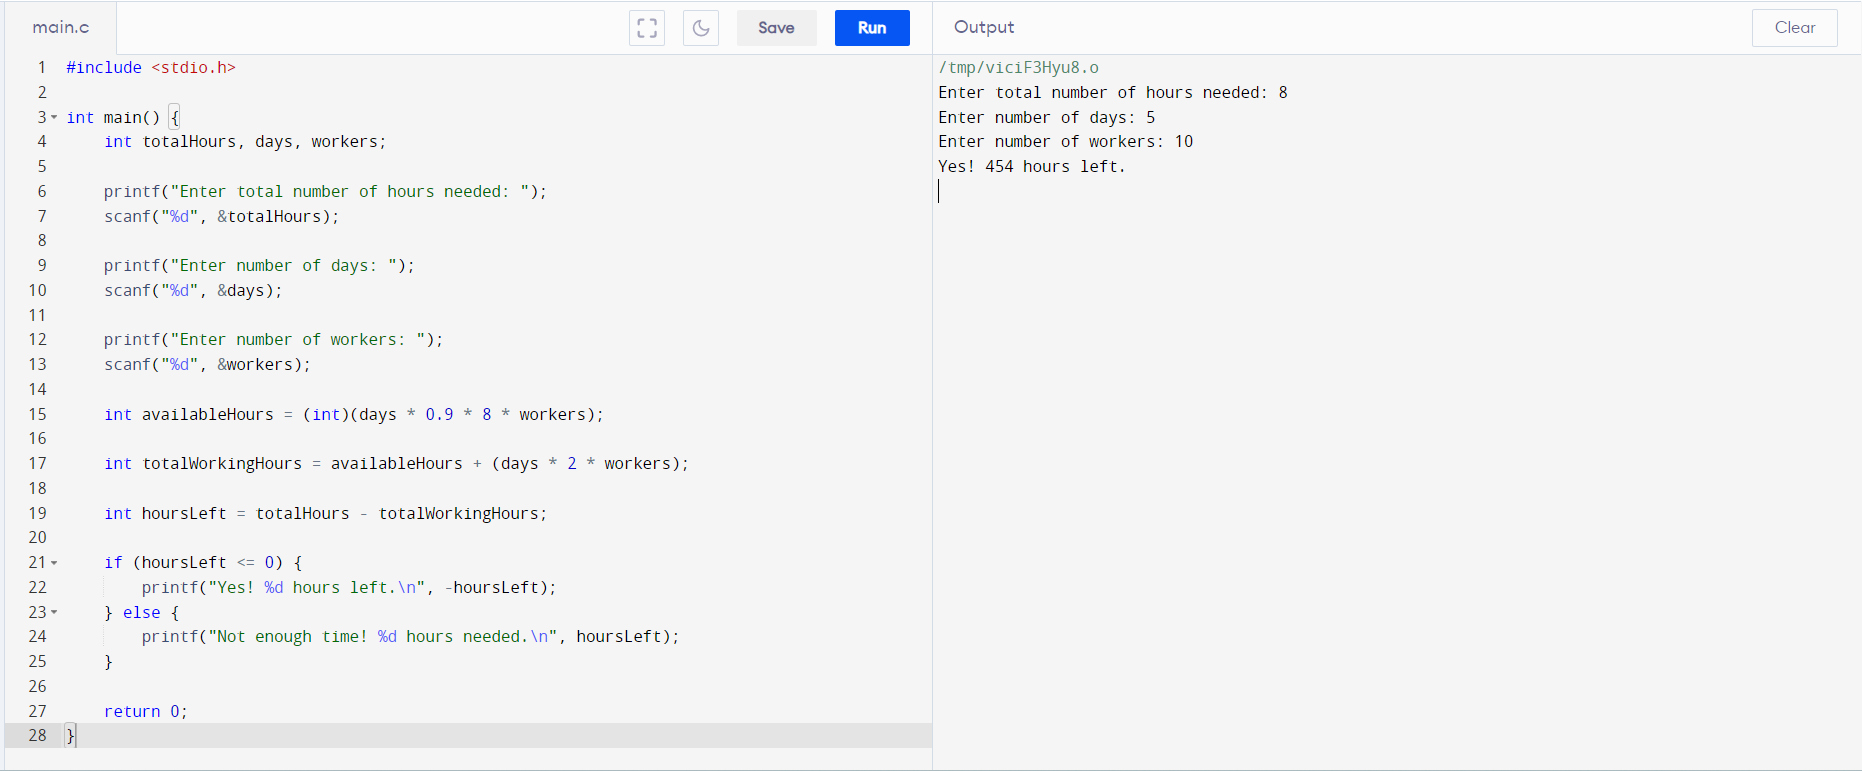 main.c
Save
Run
Output
Clear
1 #include <stdio.h>
2
3 int main() {
4     int totalHours, days, workers;
5
6     printf("Enter total number of hours needed: ");
7     scanf("%d", &totalHours);
8
9     printf("Enter number of days: ");
10     scanf("%d", &days);
11
12     printf("Enter number of workers: ");
13     scanf("%d", &workers);
14
15     int availableHours = (int)(days * 0.9 * 8 * workers);
16
17     int totalWorkingHours = availableHours + (days * 2 * workers);
18
19     int hoursLeft = totalHours - totalWorkingHours;
20
21     if (hoursLeft <= 0) {
22         printf("Yes! %d hours left.\n", -hoursLeft);
23     } else {
24         printf("Not enough time! %d hours needed.\n", hoursLeft);
25     }
26
27     return 0;
28 }
/tmp/viciF3Hyu8.o
Enter total number of hours needed: 8
Enter number of days: 5
Enter number of workers: 10
Yes! 454 hours left.